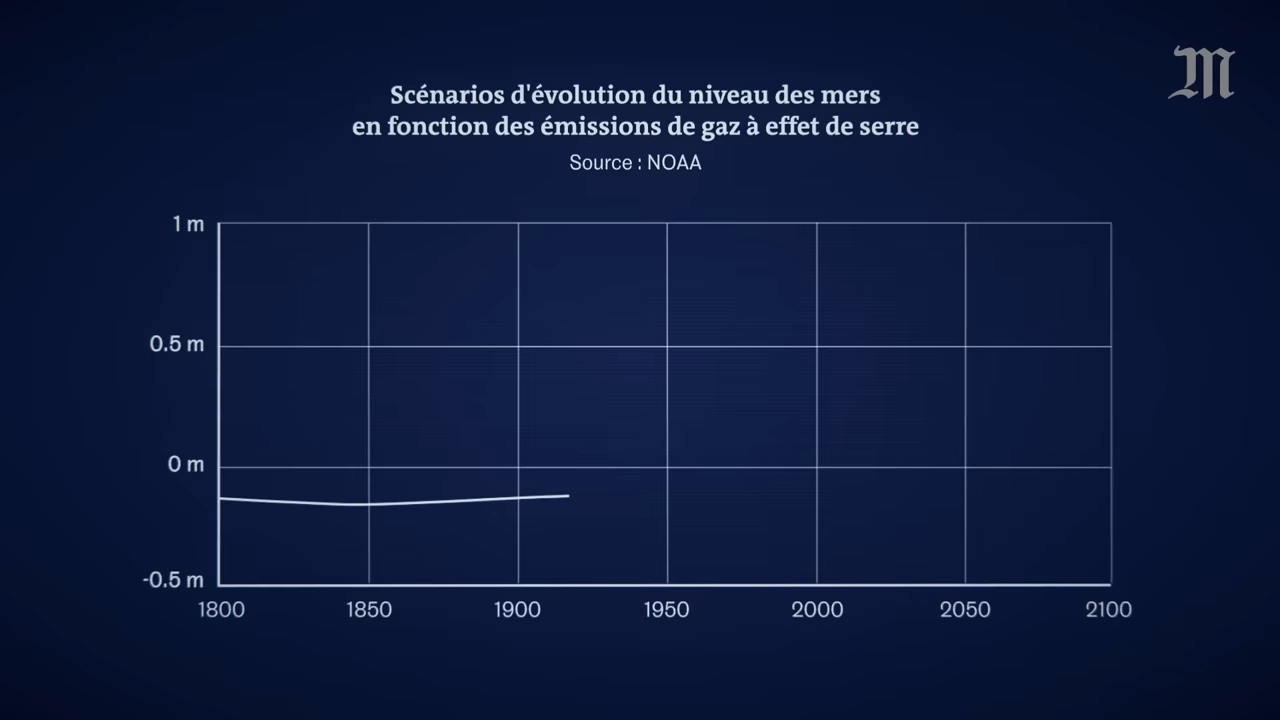 M
Scénarios d'évolution du niveau des mers
en fonction des émissions de gaz à effet de serre
Source : NOAA
1 m
0.5 m
0 m
-0.5 m
1800 1850 1900 1950 2000 2050 2100